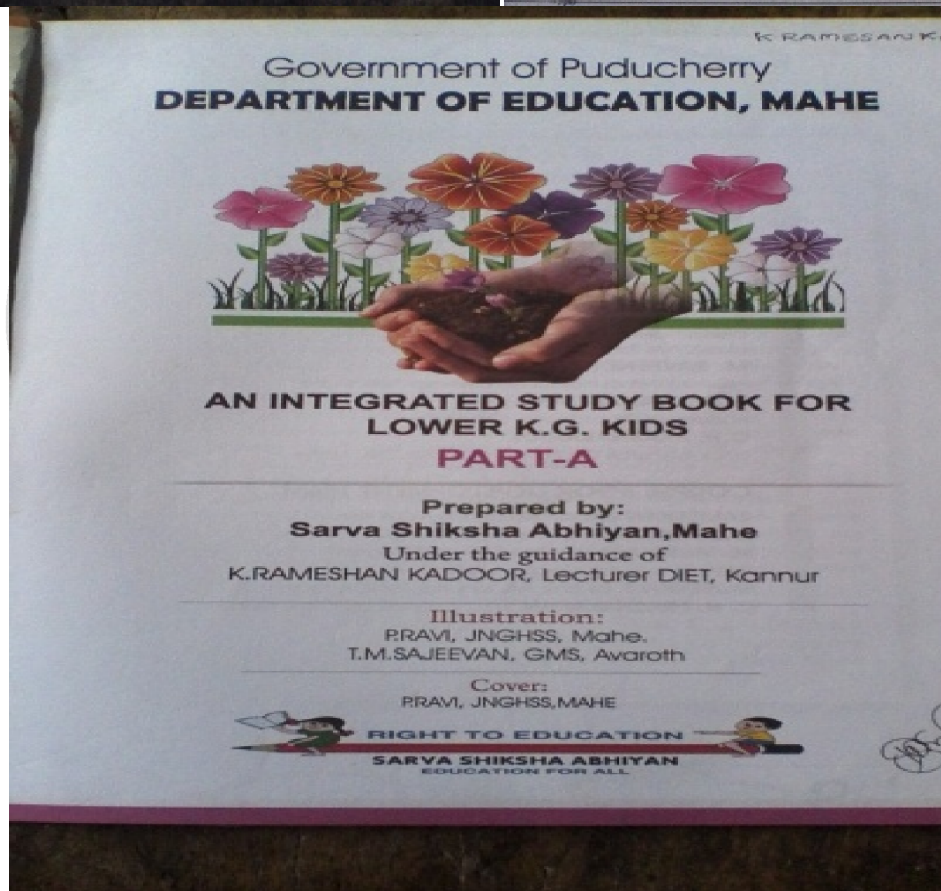 K RAMESAN K
Government of Puducherry
DEPARTMENT OF EDUCATION, MAHE
AN INTEGRATED STUDY BOOK FOR
LOWER K.G. KIDS
PART-A
Prepared by:
Sarva Shiksha Abhiyan,Mahe
Under the guidance of
K.RAMESHAN KADOOR, Lecturer DIET, Kannur
Illustration:
P.RAVI, JNGHSS, Mahe.
T.M.SAJEEVAN, GMS, Avaroth
Cover:
P.RAVI, JNGHSS,MAHE
RIGHT TO EDUCATION
SARVA SHIKSHA ABHIYAN
EDUCATION FOR ALL